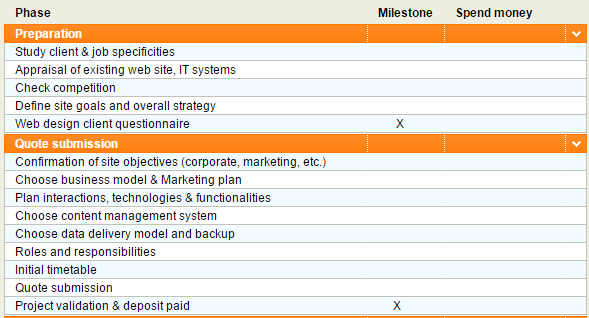 Phase Milestone Spend money
Preparation
Study client & job specificities
Appraisal of existing web site, IT systems
Check competition
Define site goals and overall strategy
Web design client questionnaire X
Quote submission
Confirmation of site objectives (corporate, marketing, etc.)
Choose business model & Marketing plan
Plan interactions, technologies & functionalities
Choose content management system
Choose data delivery model and backup
Roles and responsibilities
Initial timetable
Quote submission
Project validation & deposit paid X